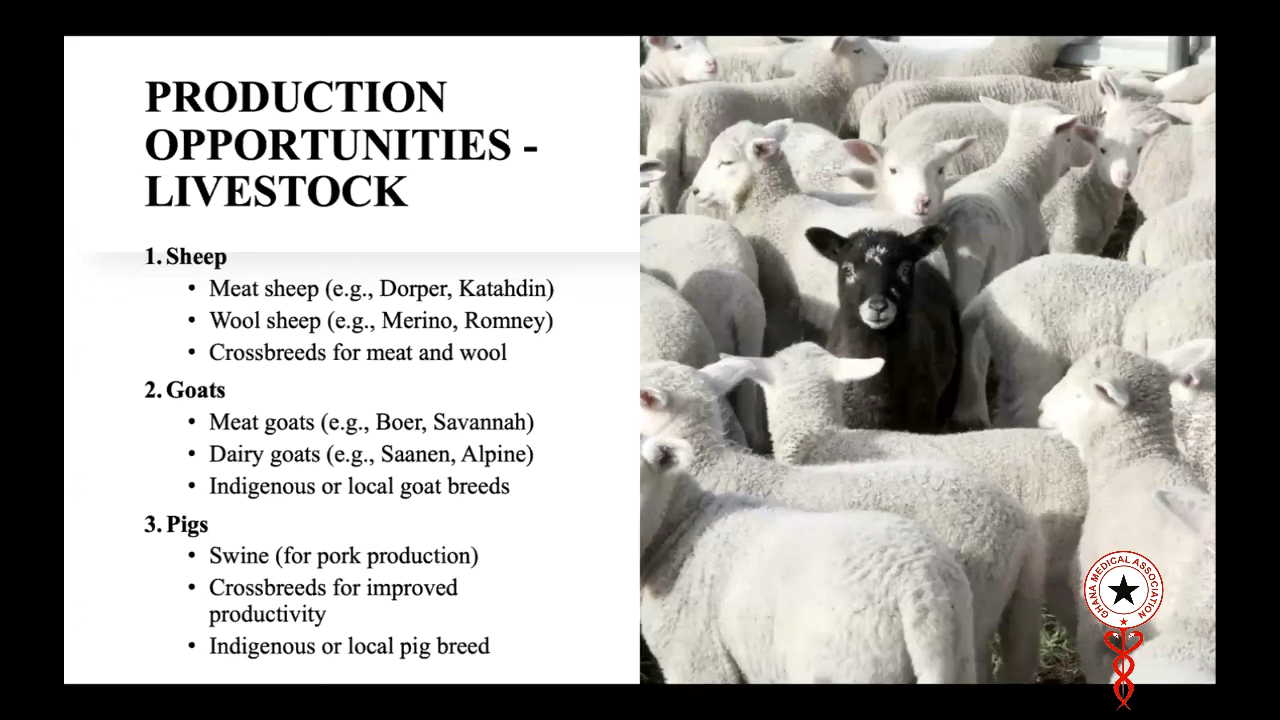 PRODUCTION
OPPORTUNITIES -
LIVESTOCK
1. Sheep
• Meat sheep (e.g., Dorper, Katahdin)
• Wool sheep (e.g., Merino, Romney)
• Crossbreeds for meat and wool
2. Goats
• Meat goats (e.g., Boer, Savannah)
• Dairy goats (e.g., Saanen, Alpine)
• Indigenous or local goat breeds
3. Pigs
• Swine (for pork production)
• Crossbreeds for improved
productivity
• Indigenous or local pig breed
GHANA MEDICAL ASSOCIATION